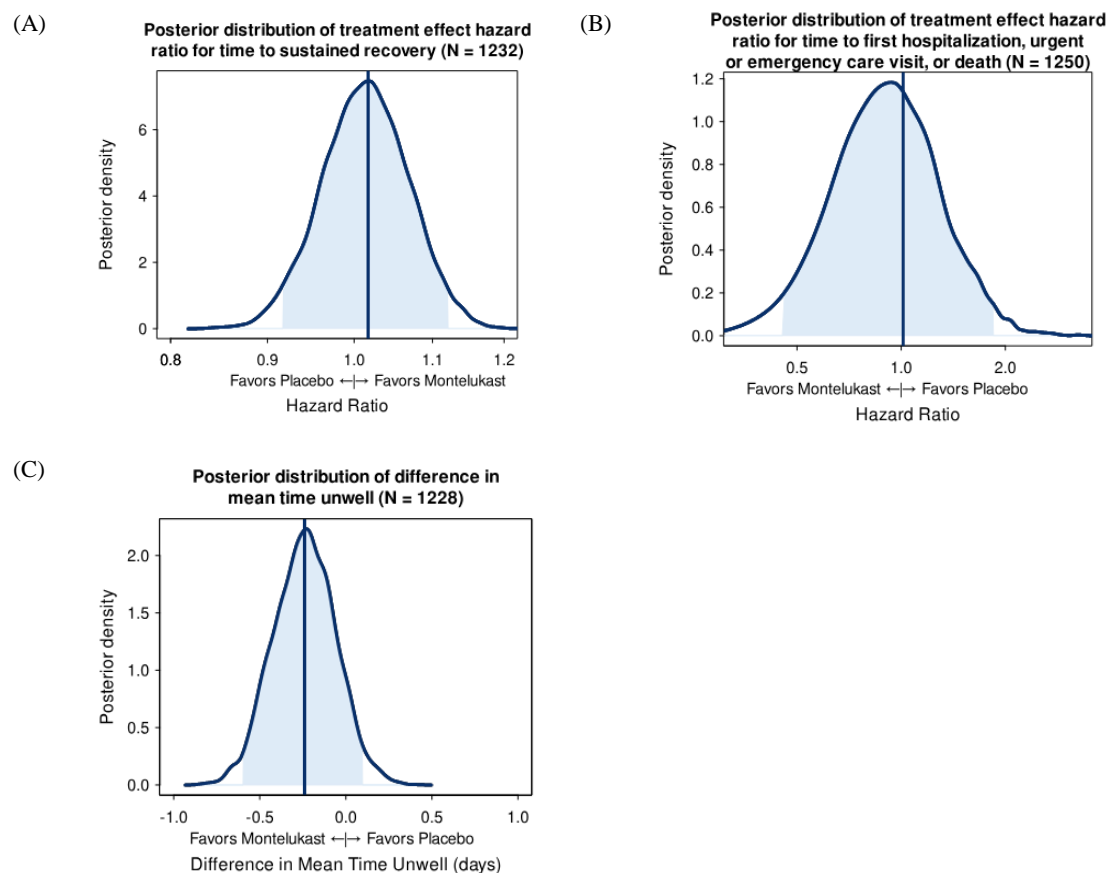 (A)
Posterior distribution of treatment effect hazard
ratio for time to sustained recovery (N = 1232)
Posterior density
6
4
2
0
0.8 0.9 1.0 1.1 1.2
Favors Placebo ←|→ Favors Montelukast
Hazard Ratio
(B)
Posterior distribution of treatment effect hazard
ratio for time to first hospitalization, urgent
or emergency care visit, or death (N = 1250)
Posterior density
1.2
1.0
0.8
0.6
0.4
0.2
0.0
0.5 1.0 2.0
Favors Montelukast ←|→ Favors Placebo
Hazard Ratio
(C)
Posterior distribution of difference in
mean time unwell (N = 1228)
Posterior density
2.0
1.5
1.0
0.5
0.0
-1.0 -0.5 0.0 0.5 1.0
Favors Montelukast ←|→ Favors Placebo
Difference in Mean Time Unwell (days)